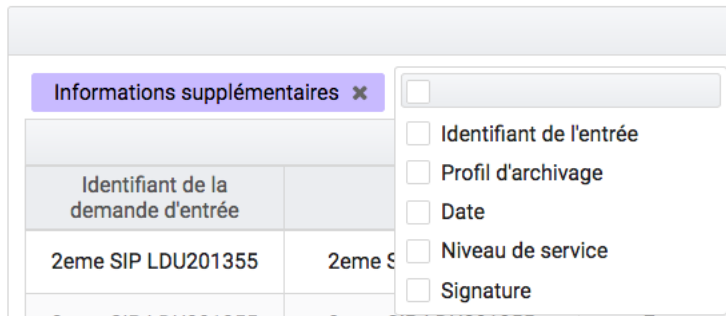 Informations supplémentaires ×
Identifiant de l'entrée
Profil d'archivage
Date
Niveau de service
Signature
Identifiant de la
demande d'entrée
2eme SIP LDU201355
2eme S